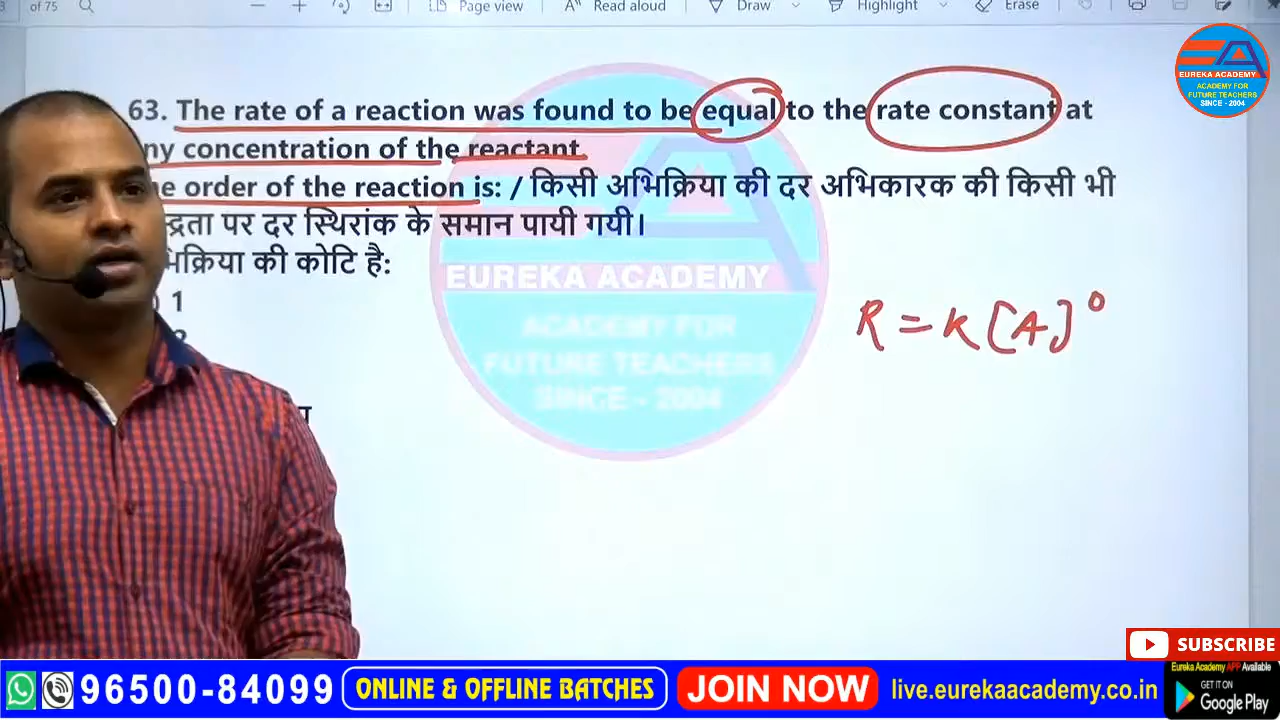 of 75
Page view
Read aloud
Draw
Highlight
Erase
63. The rate of a reaction was found to be equal to the rate constant at
ny concentration of the reactant.
order of the reaction is: / किसी अभिक्रिया की दर अभिकारक की किसी भी
पर दर स्थिरांक के समान पायी गयी।
की कोटि है:
1
R = K [A]⁰
EUREKA ACADEMY
ACADEMY FOR
FUTURE TEACHERS
SINCE - 2004
EUREKA ACADEMY
ACADEMY FOR
FUTURE TEACHERS
SINCE - 2004
SUBSCRIBE
96500-84099
ONLINE & OFFLINE BATCHES
JOIN NOW
live.eurekaacademy.co.in
Eureka Academy APP Available
GET IT ON
Google Play